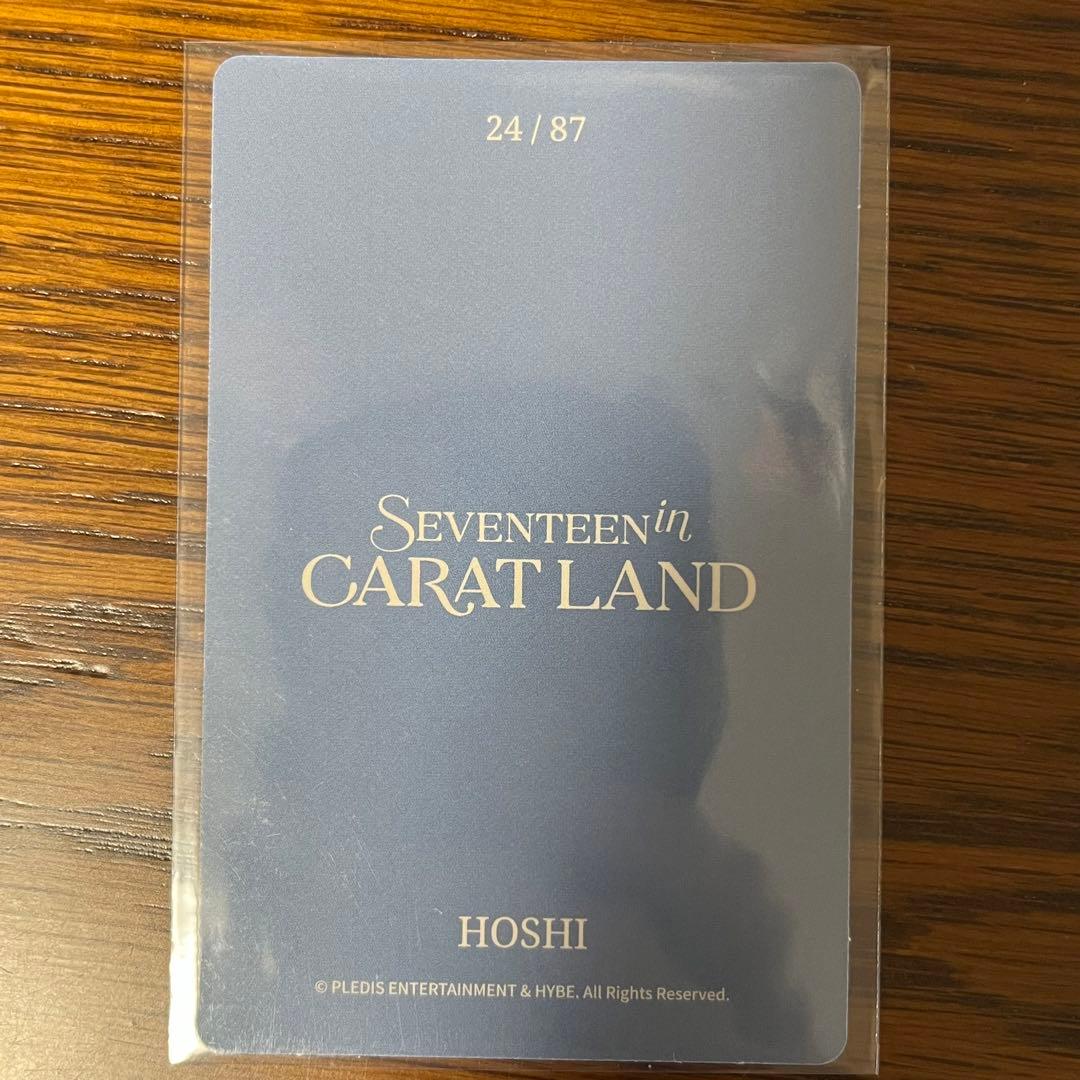 24 / 87
SEVENTEEN in
CARAT LAND
HOSHI
© PLEDIS ENTERTAINMENT & HYBE. All Rights Reserved.